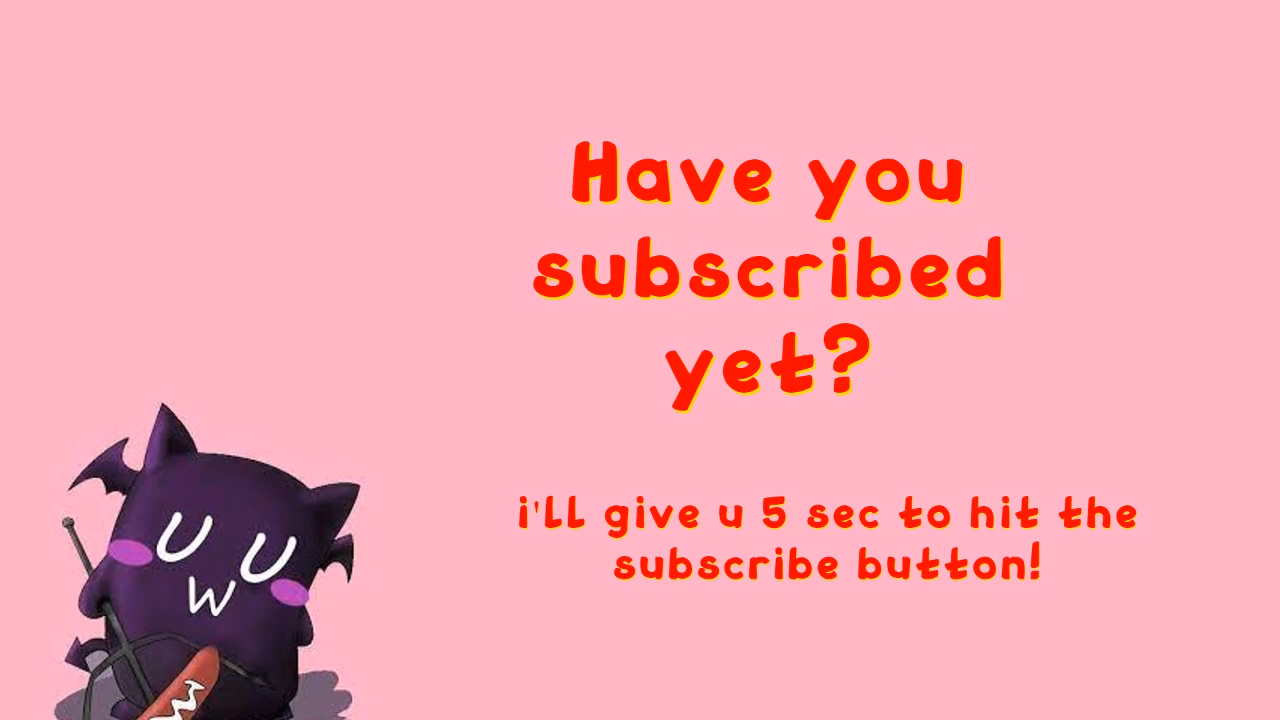 Have you
subscribed
yet?
i'll give u 5 sec to hit the
subscribe button!
U U
W